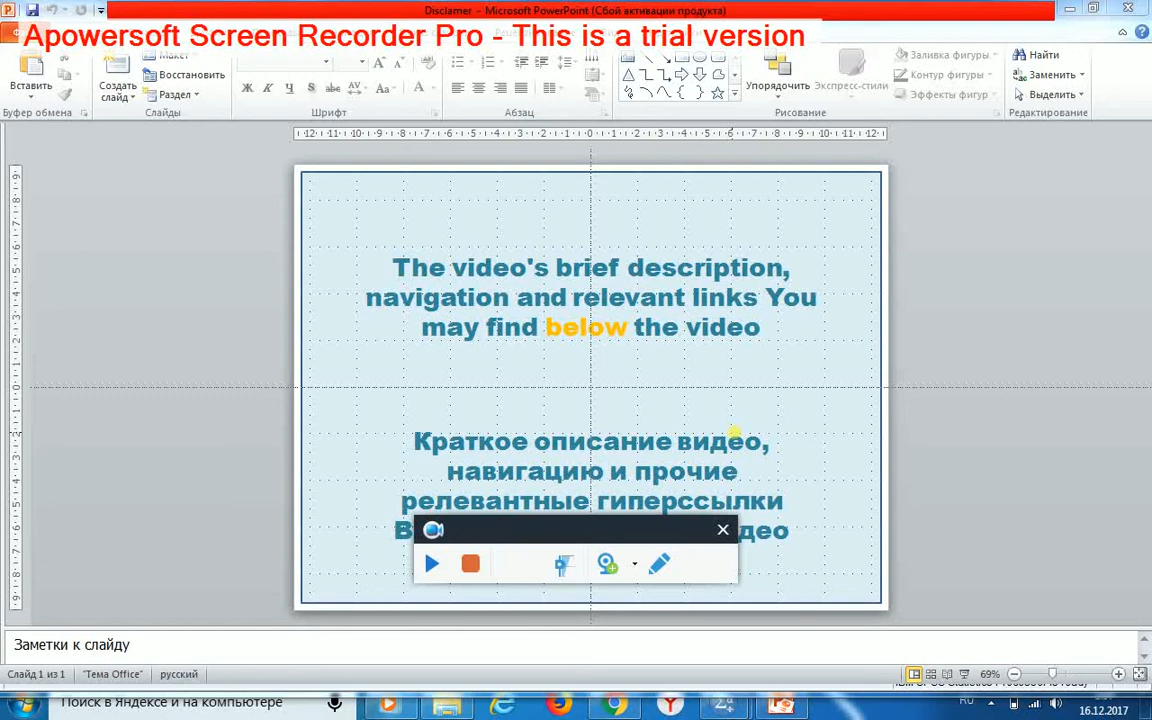 Disclamer – Microsoft PowerPoint (Сбой активации продукта)
Apowersoft Screen Recorder Pro - This is a trial version
Макет
Восстановить
Раздел
Вставить
Создать
слайд
Упорядочить
Экспресс-стили
Заливка фигуры
Контур фигуры
Эффекты фигур
Найти
Заменить
Выделить
Буфер обмена
Слайды
Шрифт
Абзац
Рисование
Редактирование
The video's brief description,
navigation and relevant links You
may find below the video
Краткое описание видео,
навигацию и прочие
релевантные гиперссылки
Заметки к слайду
Слайд 1 из 1
"Тема Office"
русский
69%
Поиск в Яндексе и на компьютере
RU
16.12.2017